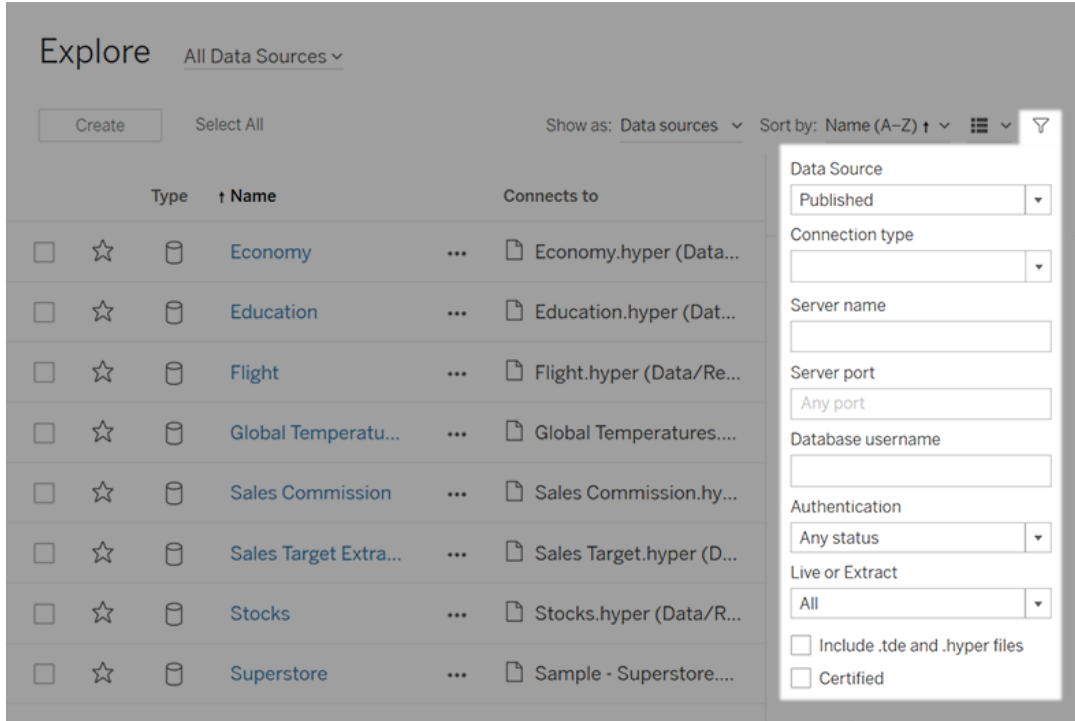 Explore All Data Sources
Create Select All Show as: Data sources Sort by: Name (A–Z)
Type Name Connects to
Economy ••• Economy.hyper (Data...
Education ••• Education.hyper (Dat...
Flight ••• Flight.hyper (Data/Re...
Global Temperatu... ••• Global Temperatures....
Sales Commission ••• Sales Commission.hy...
Sales Target Extra... ••• Sales Target.hyper (D...
Stocks ••• Stocks.hyper (Data/R...
Superstore ••• Sample - Superstore....
Data Source
Published
Connection type
Server name
Server port
Any port
Database username
Authentication
Any status
Live or Extract
All
Include .tde and .hyper files
Certified